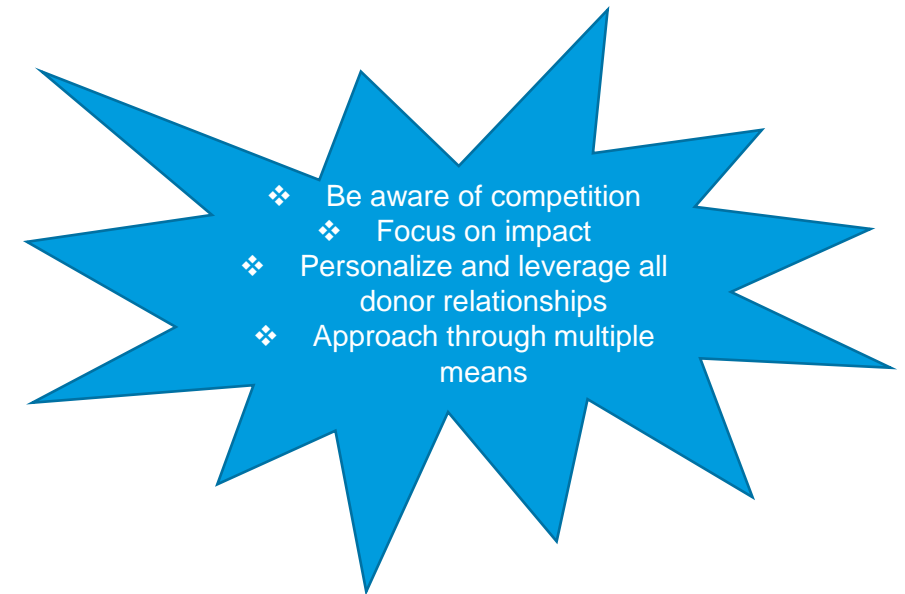 ❖ Be aware of competition
❖ Focus on impact
❖ Personalize and leverage all
donor relationships
❖ Approach through multiple
means